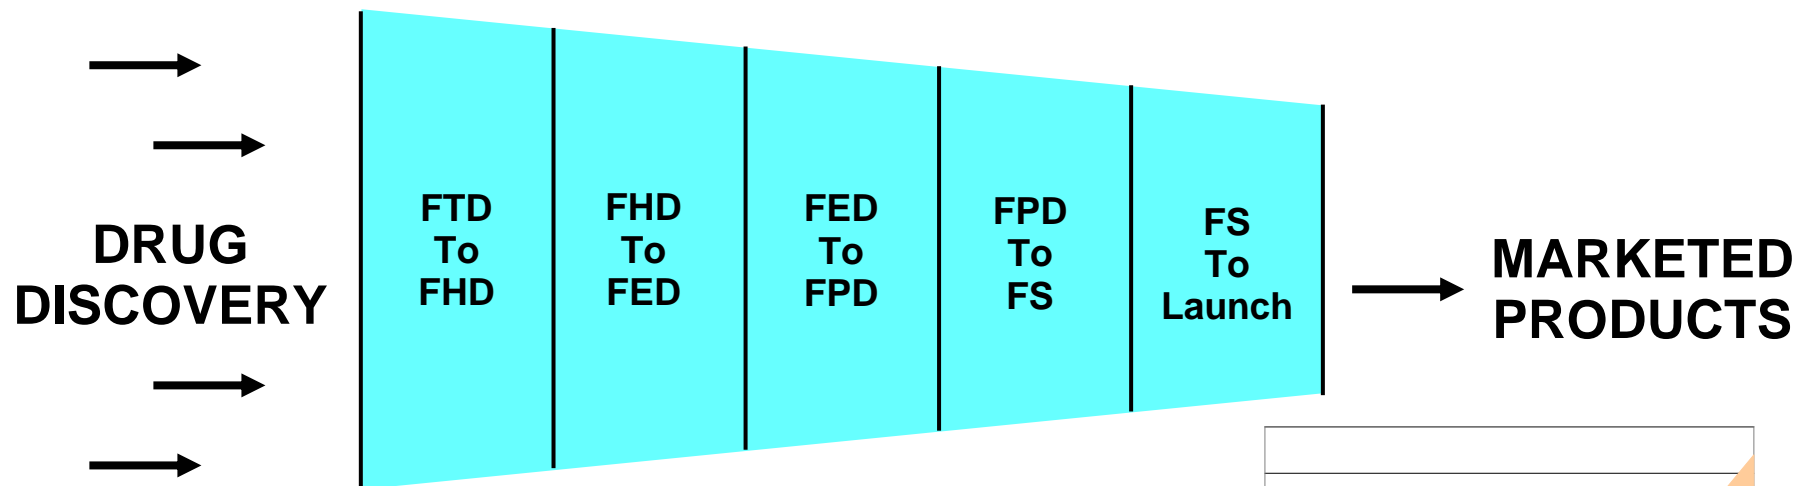 DRUG
DISCOVERY
FTD
To
FHD
FHD
To
FED
FED
To
FPD
FPD
To
FS
FS
To
Launch
MARKETED
PRODUCTS